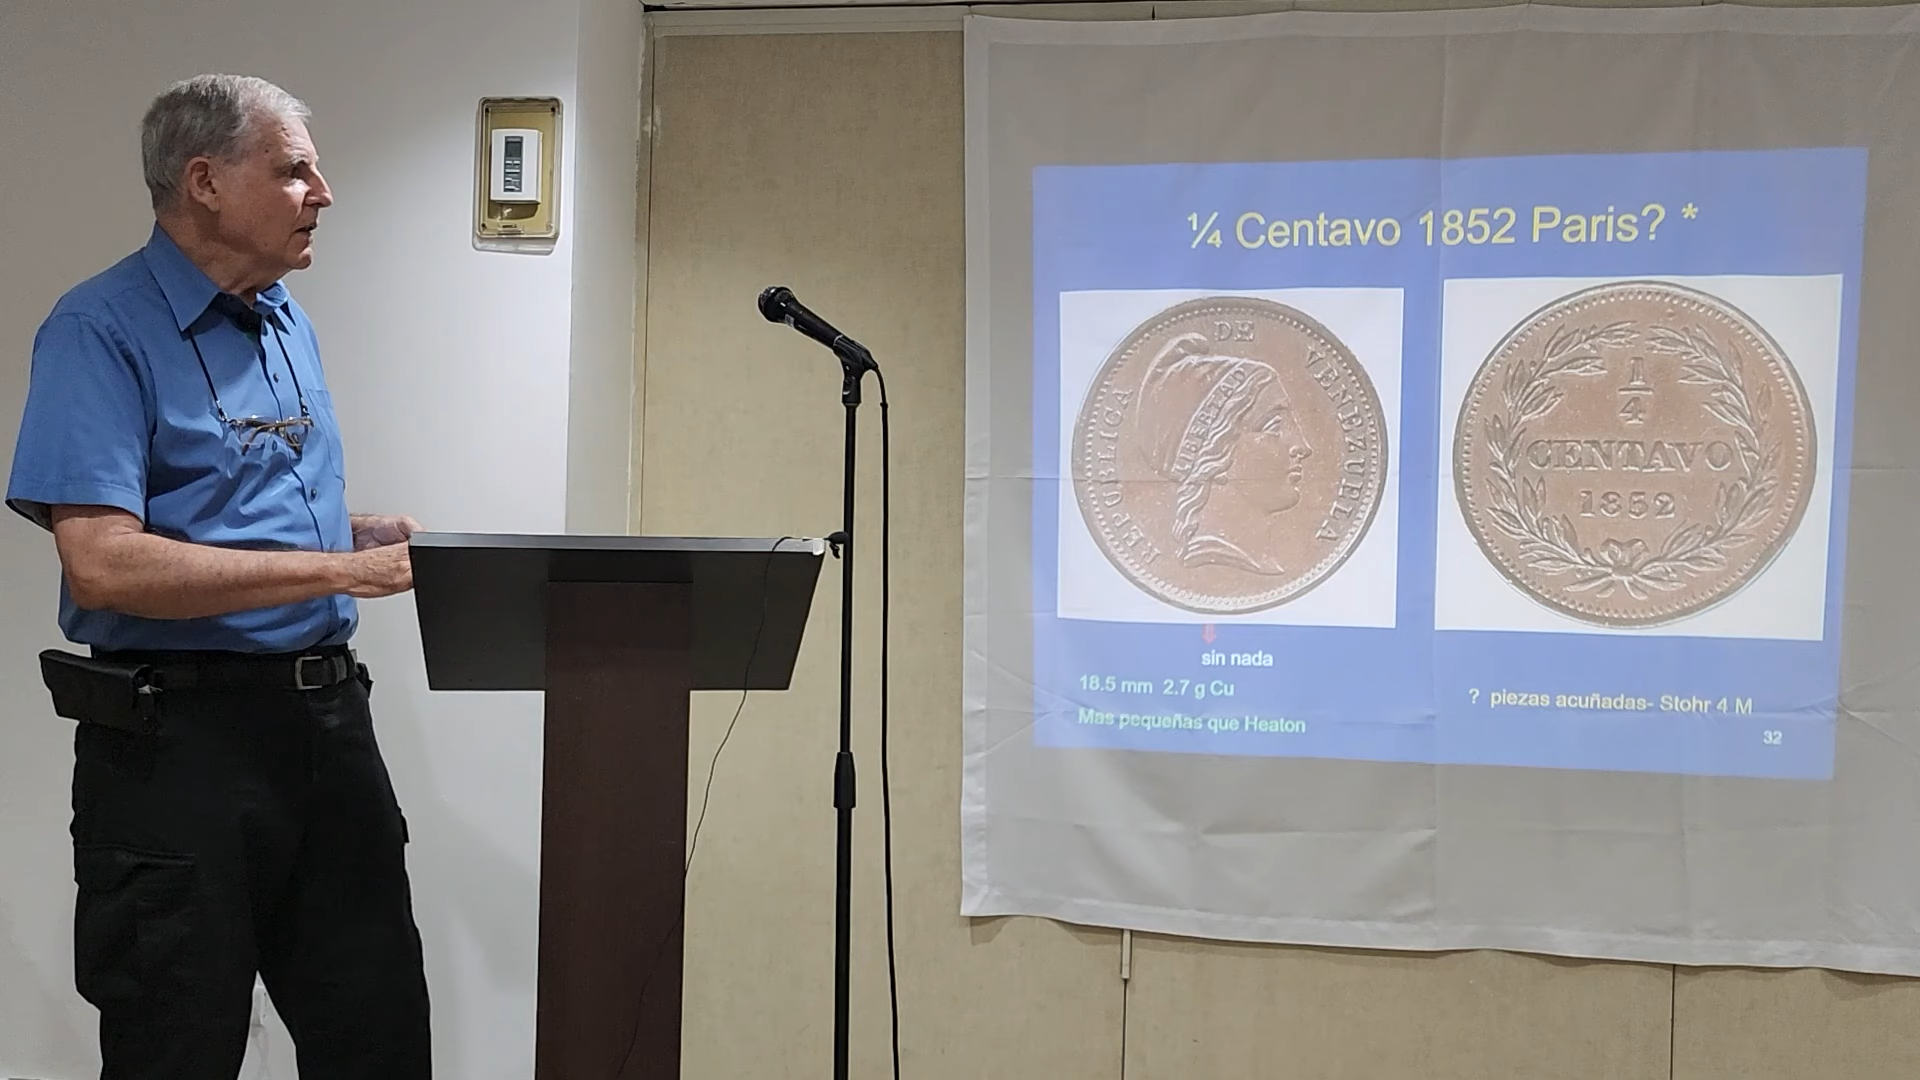 ¼ Centavo 1852 Paris? *
REPUBLICA DE VENEZUELA
LIBERTAD
1
4
CENTAVO
1852
sin nada
18.5 mm 2.7 g Cu
Mas pequeñas que Heaton
? piezas acuñadas- Stohr 4 M
32